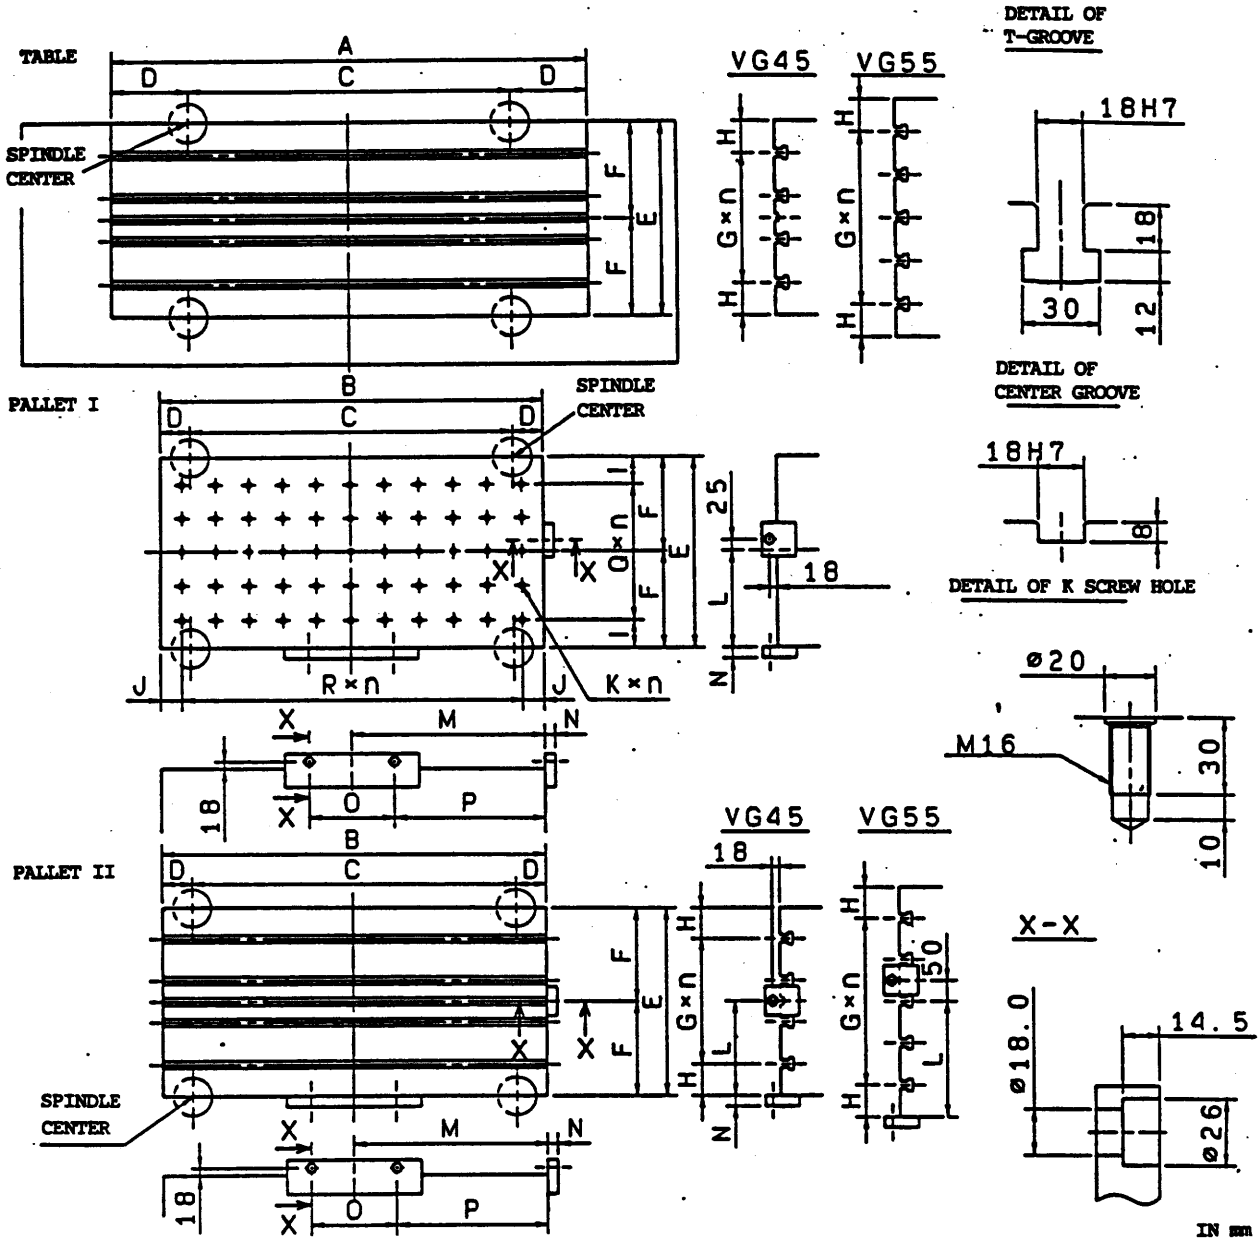 DETAIL OF
T-GROOVE
TABLE
A
D
C
D
VG45
VG55
SPINDLE
CENTER
F
E
F
H
G×n
H
H
G×n
H
18H7
18
30
12
PALLET I
B
SPINDLE
CENTER
D
C
D
I
F
Q×n
E
F
I
X
X
25
L
18
N
J
R×n
J
K×n
DETAIL OF
CENTER GROOVE
18H7
8
DETAIL OF K SCREW HOLE
ø20
M16
30
10
X
M
N
18
X
O
P
PALLET II
B
D
C
D
F
E
F
X
X
SPINDLE
CENTER
VG45
VG55
18
H
G×n
H
L
N
H
G×n
H
50
L
X-X
14.5
ø18.0
ø26
X
M
N
18
X
O
P
IN mm